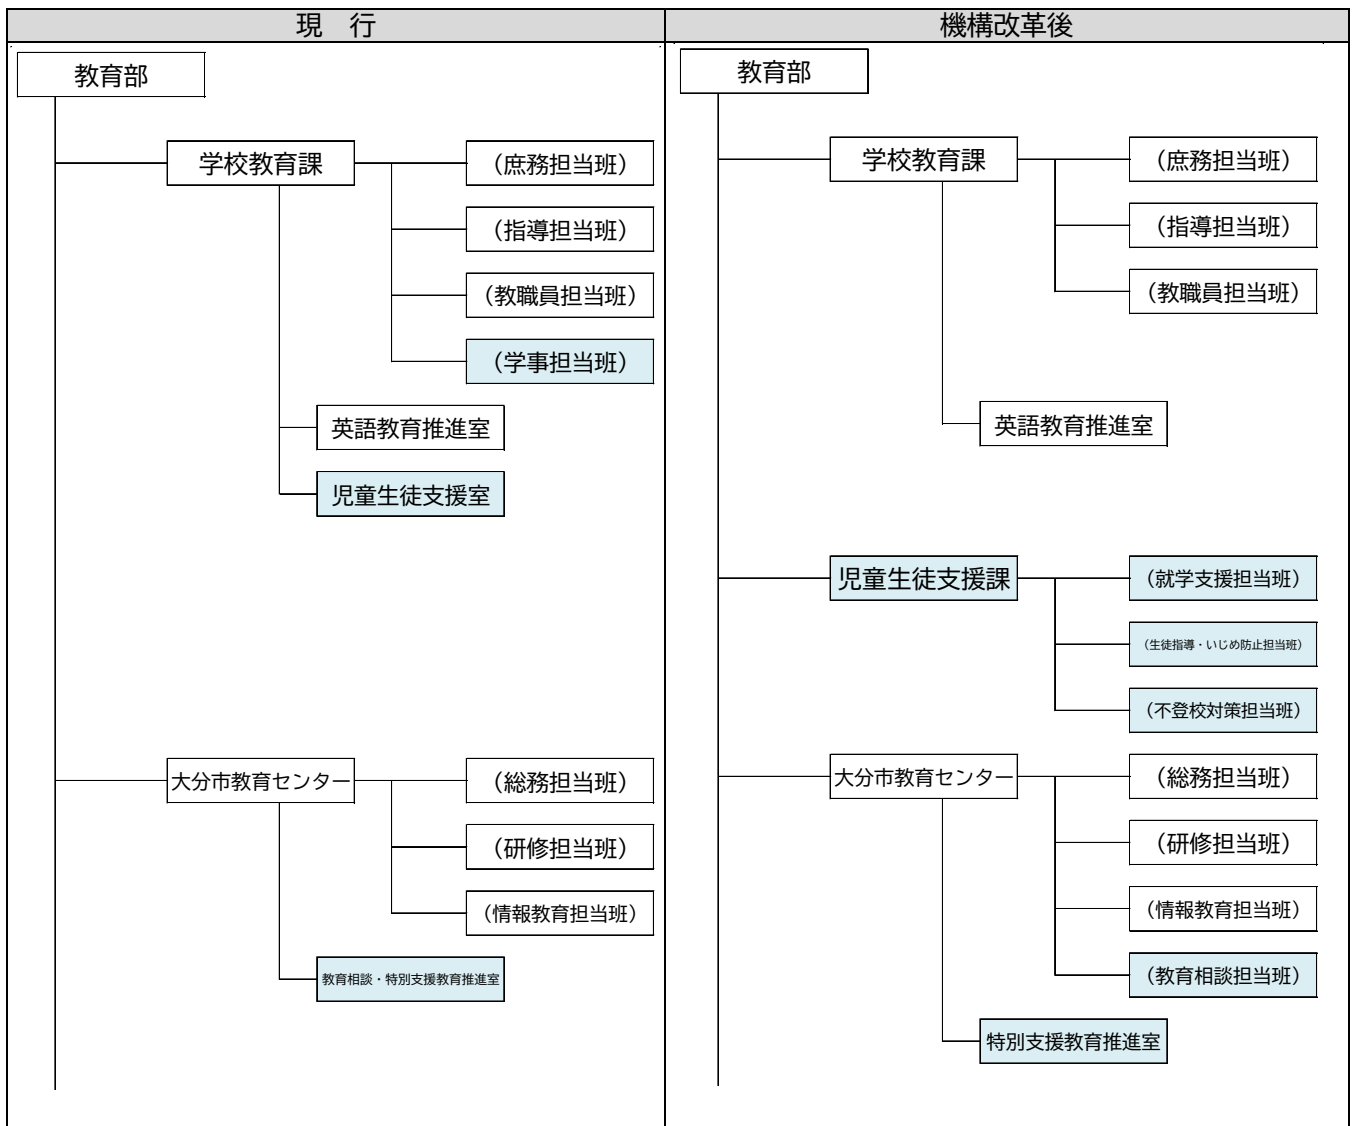 現　行
教育部
学校教育課
（庶務担当班）
（指導担当班）
（教職員担当班）
（学事担当班）
英語教育推進室
児童生徒支援室
大分市教育センター
（総務担当班）
（研修担当班）
（情報教育担当班）
教育相談・特別支援教育推進室
機構改革後
教育部
学校教育課
（庶務担当班）
（指導担当班）
（教職員担当班）
英語教育推進室
児童生徒支援課
（就学支援担当班）
（生徒指導・いじめ防止担当班）
（不登校対策担当班）
大分市教育センター
（総務担当班）
（研修担当班）
（情報教育担当班）
（教育相談担当班）
特別支援教育推進室